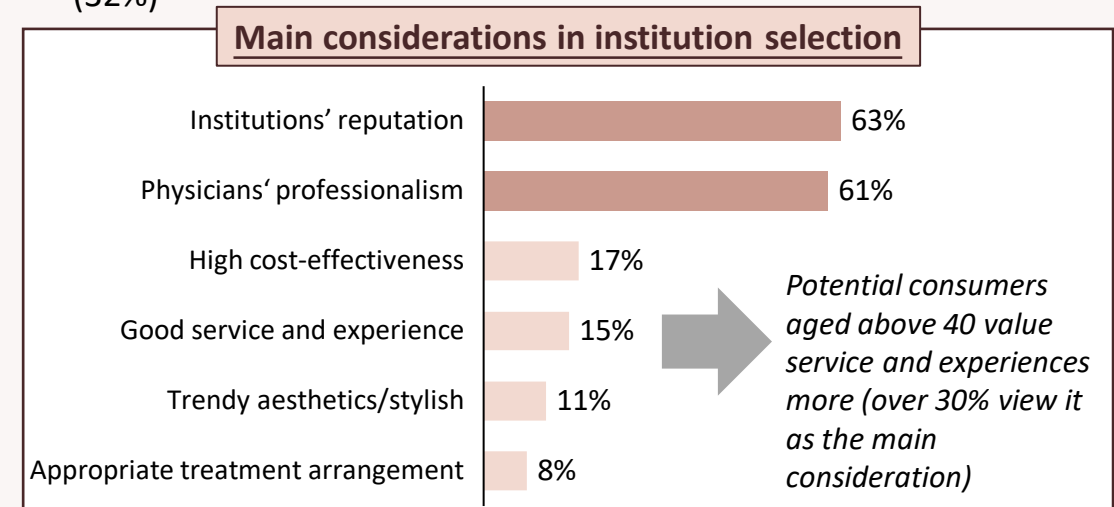 (32%)
Main considerations in institution selection
Institutions’ reputation 63%
Physicians‘ professionalism 61%
High cost-effectiveness 17%
Good service and experience 15%
Trendy aesthetics/stylish 11%
Appropriate treatment arrangement 8%
Potential consumers
aged above 40 value
service and experiences
more (over 30% view it
as the main
consideration)